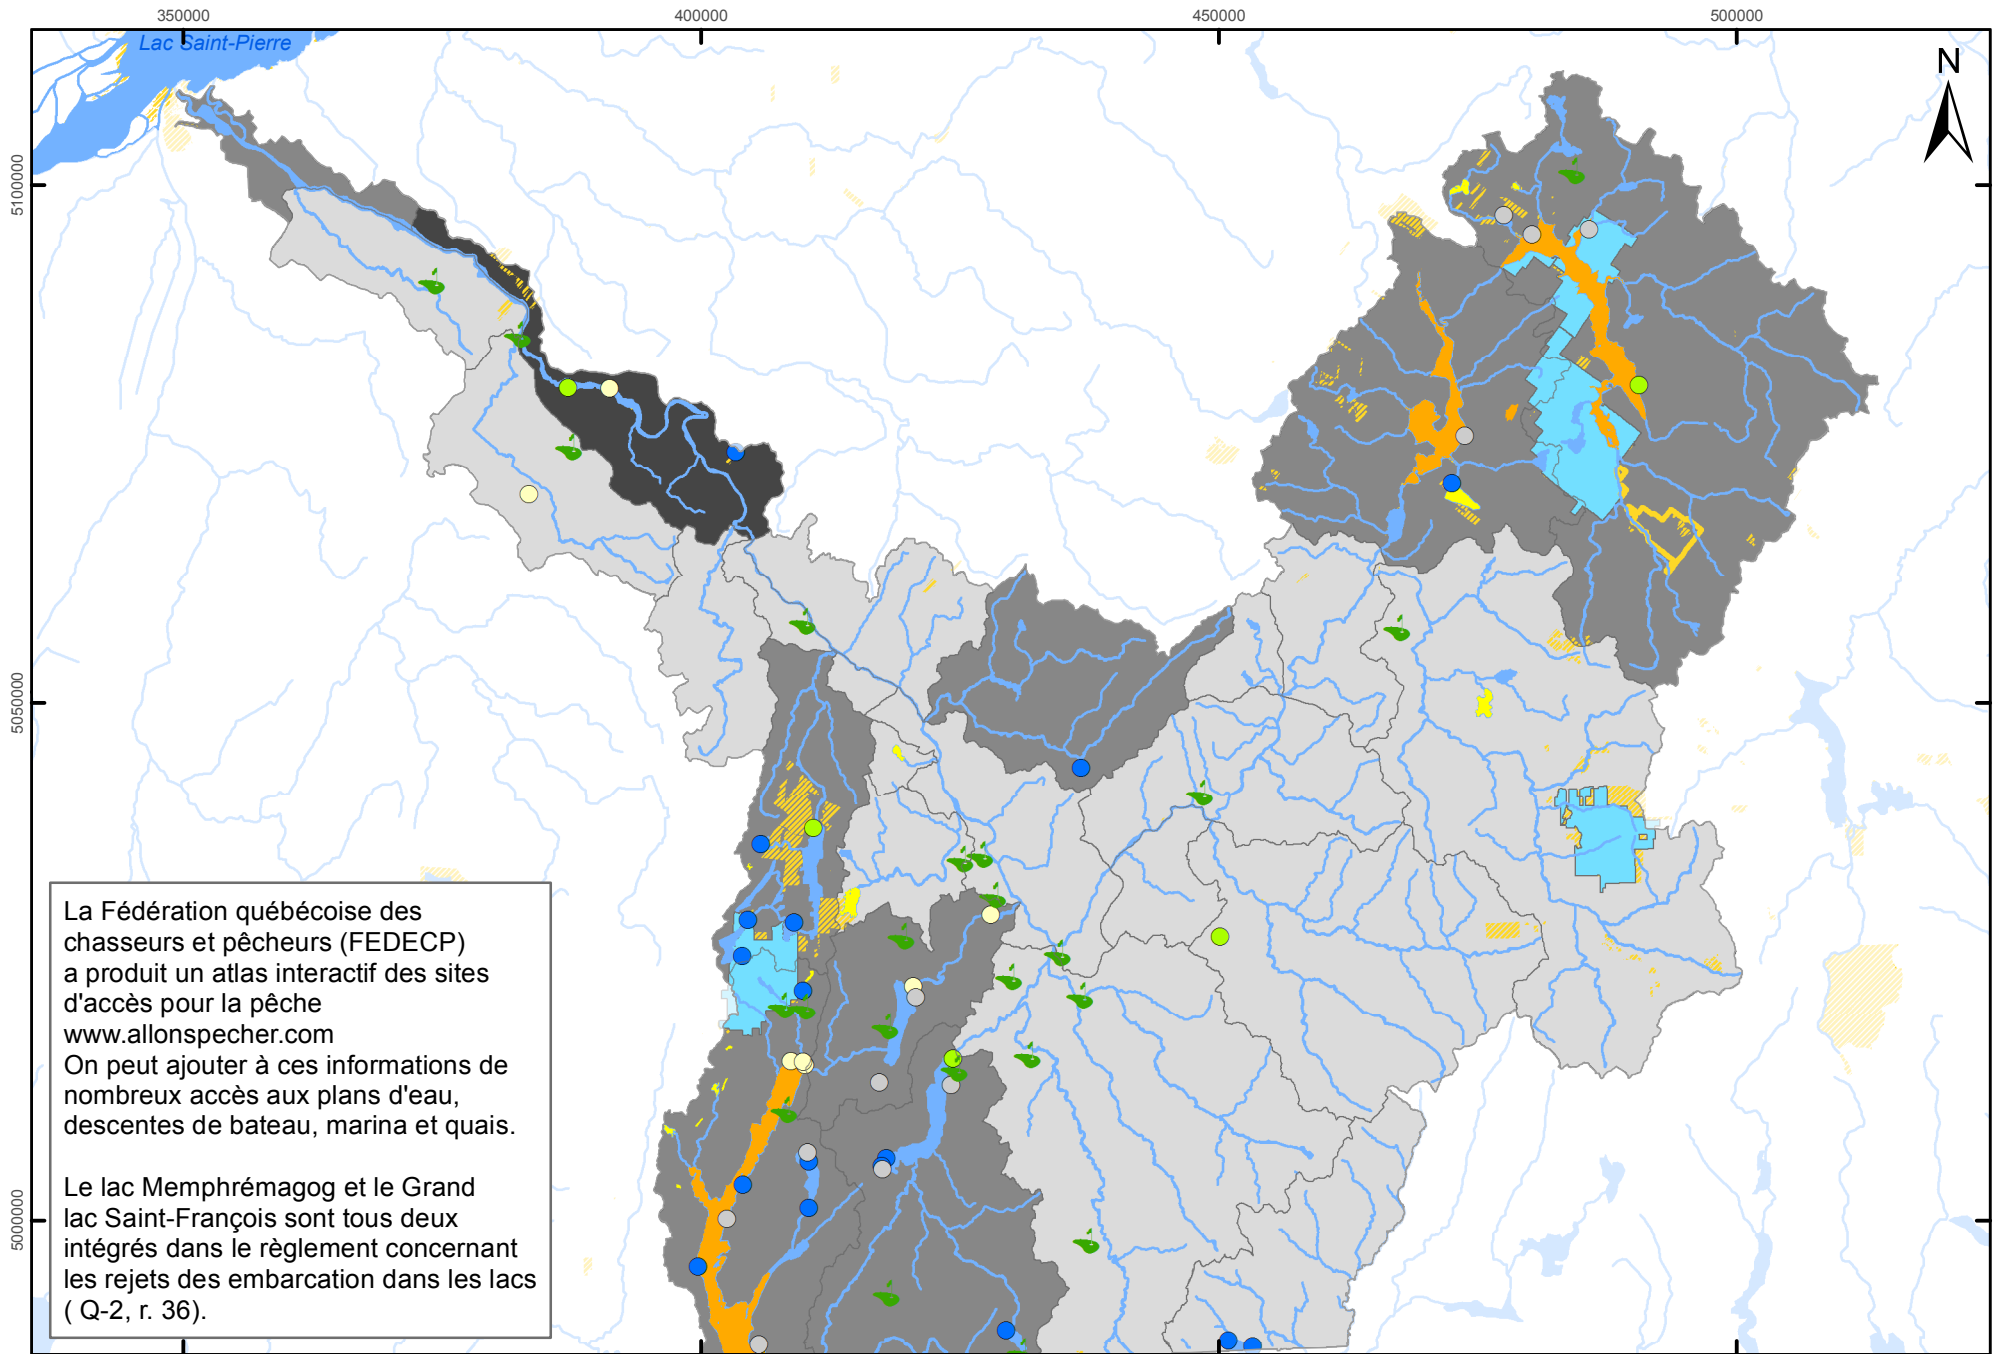 350000
400000
450000
500000
Lac Saint-Pierre
N
5100000
5050000
5000000
La Fédération québécoise des
chasseurs et pêcheurs (FEDECP)
a produit un atlas interactif des sites
d'accès pour la pêche
www.allonspecher.com
On peut ajouter à ces informations de
nombreux accès aux plans d'eau,
descentes de bateau, marina et quais.
Le lac Memphrémagog et le Grand
lac Saint-François sont tous deux
intégrés dans le règlement concernant
les rejets des embarcation dans les lacs
( Q-2, r. 36).